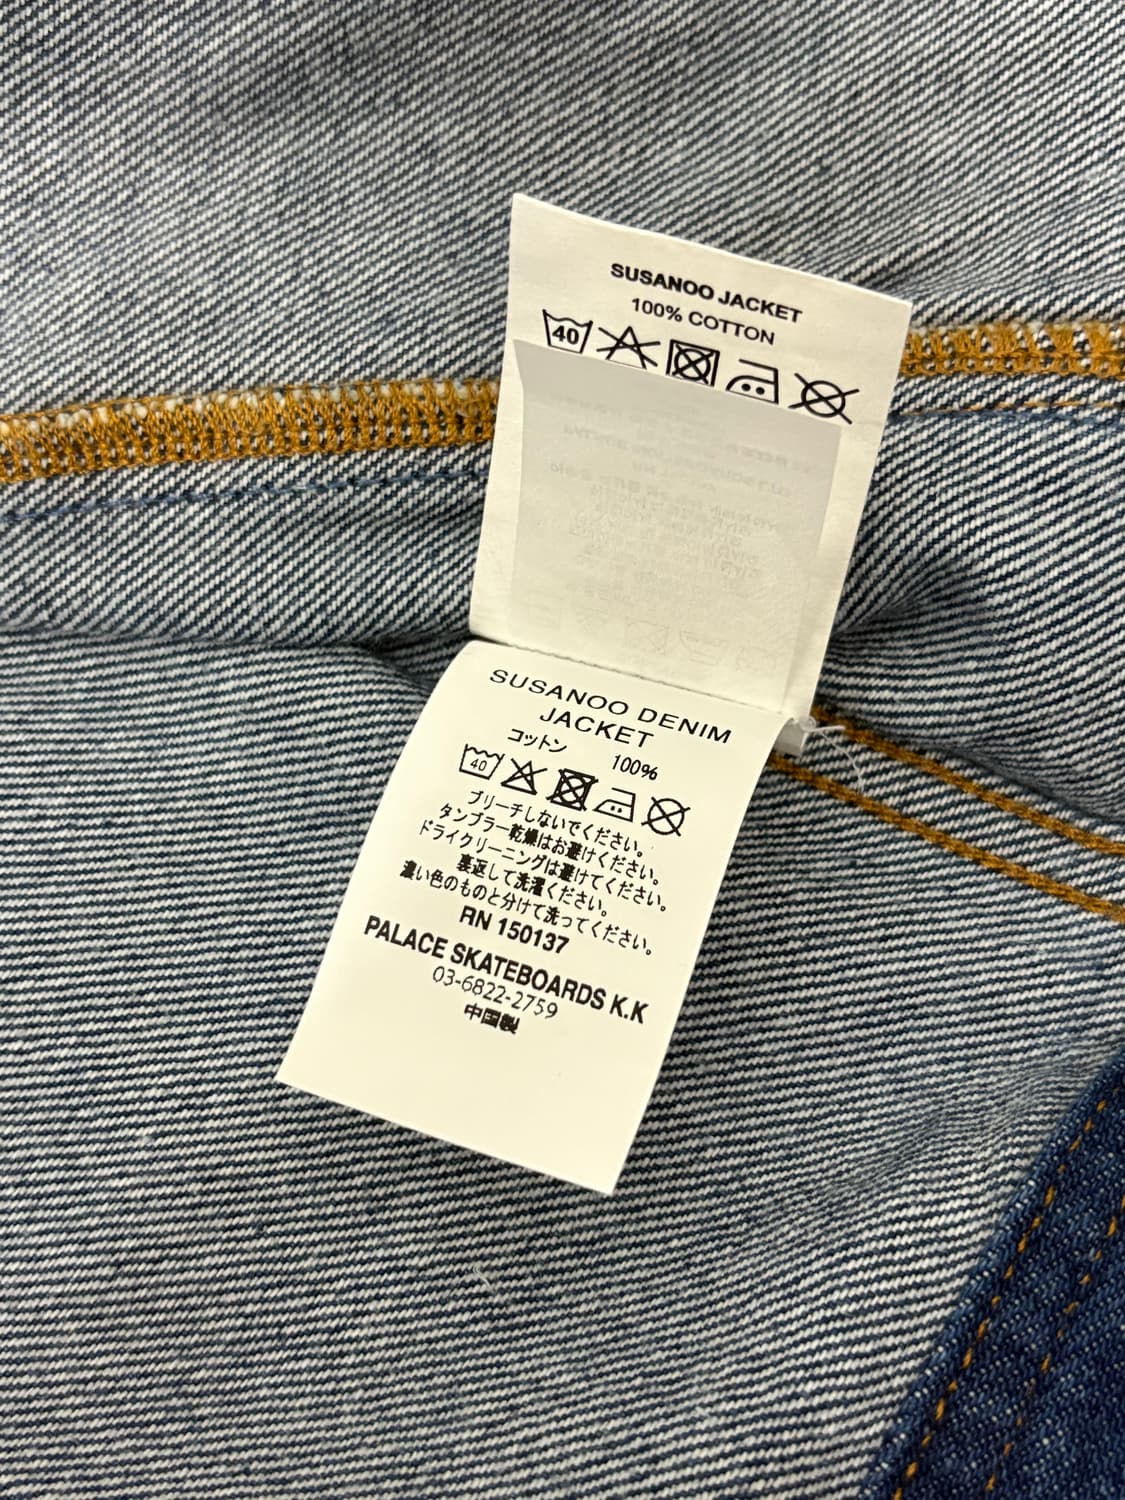 SUSANOO JACKET
100% COTTON
40
SUSANOO DENIM
JACKET
コットン 100%
40
ブリーチしないでください。
タンブラー乾燥はお避けください。
ドライクリーニングは避けてください。
裏返して洗濯ください。
濃い色のものと分けて洗ってください。
RN 150137
PALACE SKATEBOARDS K.K
03-6822-2759
中国製